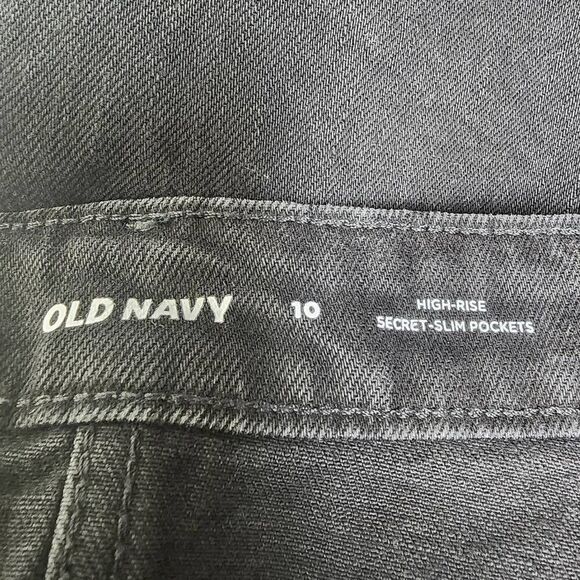 OLD NAVY 10 HIGH-RISE
SECRET-SLIM POCKETS